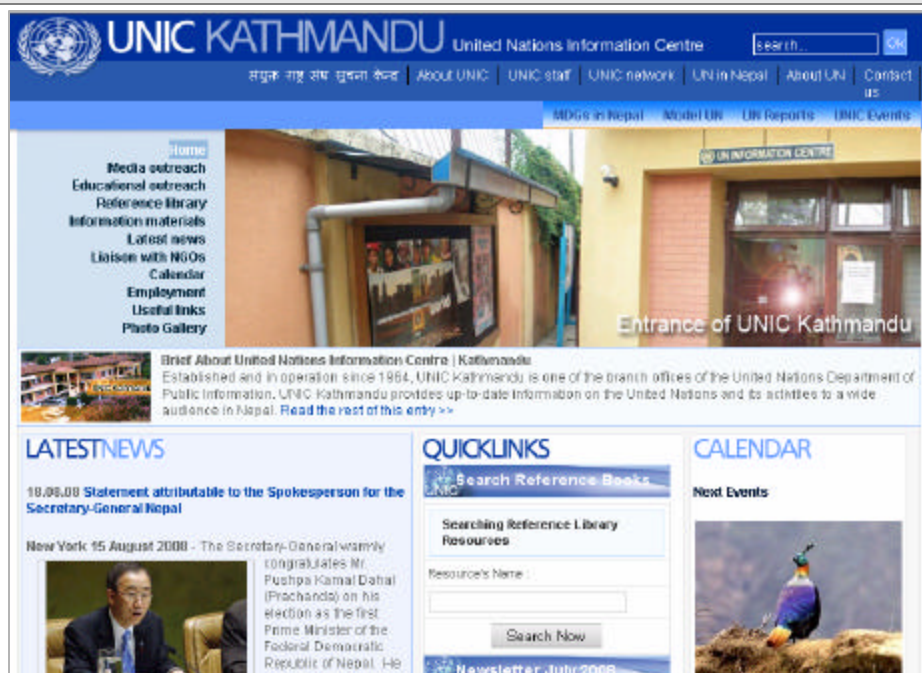 UNIC KATHMANDU United Nations Information Centre
search..
Ok
संयुक्त राष्ट्र संघ सूचना केन्द्र About UNIC UNIC staff UNIC network UN in Nepal About UN Contact us
MDGs in Nepal Model UN UN Reports UNIC Events
Home
Media outreach
Educational outreach
Reference library
Information materials
Latest news
Liaison with NGOs
Calendar
Employment
Useful links
Photo Gallery
UN INFORMATION CENTRE
Entrance of UNIC Kathmandu
Brief About United Nations Information Centre | Kathmandu
Established and in operation since 1964, UNIC Kathmandu is one of the branch offices of the United Nations Department of
Public Information. UNIC Kathmandu provides up-to-date information on the United Nations and its activities to a wide
audience in Nepal. Read the rest of this entry >>
LATESTNEWS
18.08.08 Statement attributable to the Spokesperson for the
Secretary-General Nepal
New York 15 August 2008 - The Secretary-General warmly
congratulates Mr.
Pushpa Kamal Dahal
(Prachanda) on his
election as the first
Prime Minister of the
Federal Democratic
Republic of Nepal. He
QUICKLINKS
UNIC
Search Reference Books
Searching Reference Library
Resources
Resource's Name :
Search Now
Newsletter July 2008
CALENDAR
Next Events